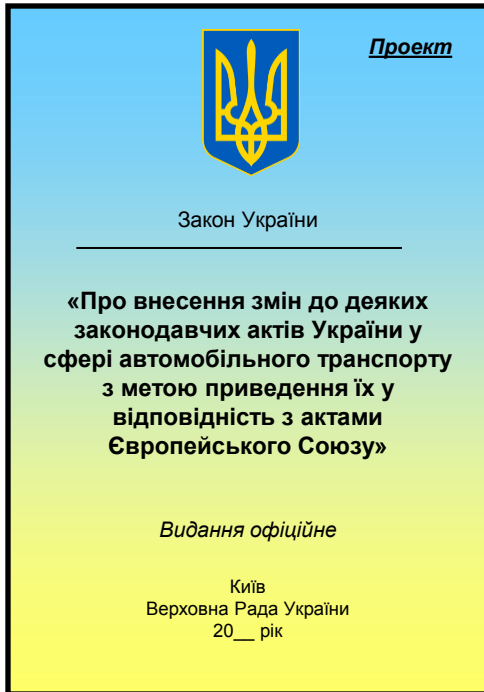 Проект
Закон України
«Про внесення змін до деяких
законодавчих актів України у
сфері автомобільного транспорту
з метою приведення їх у
відповідність з актами
Європейського Союзу»
Видання офіційне
Київ
Верховна Рада України
20__ рік